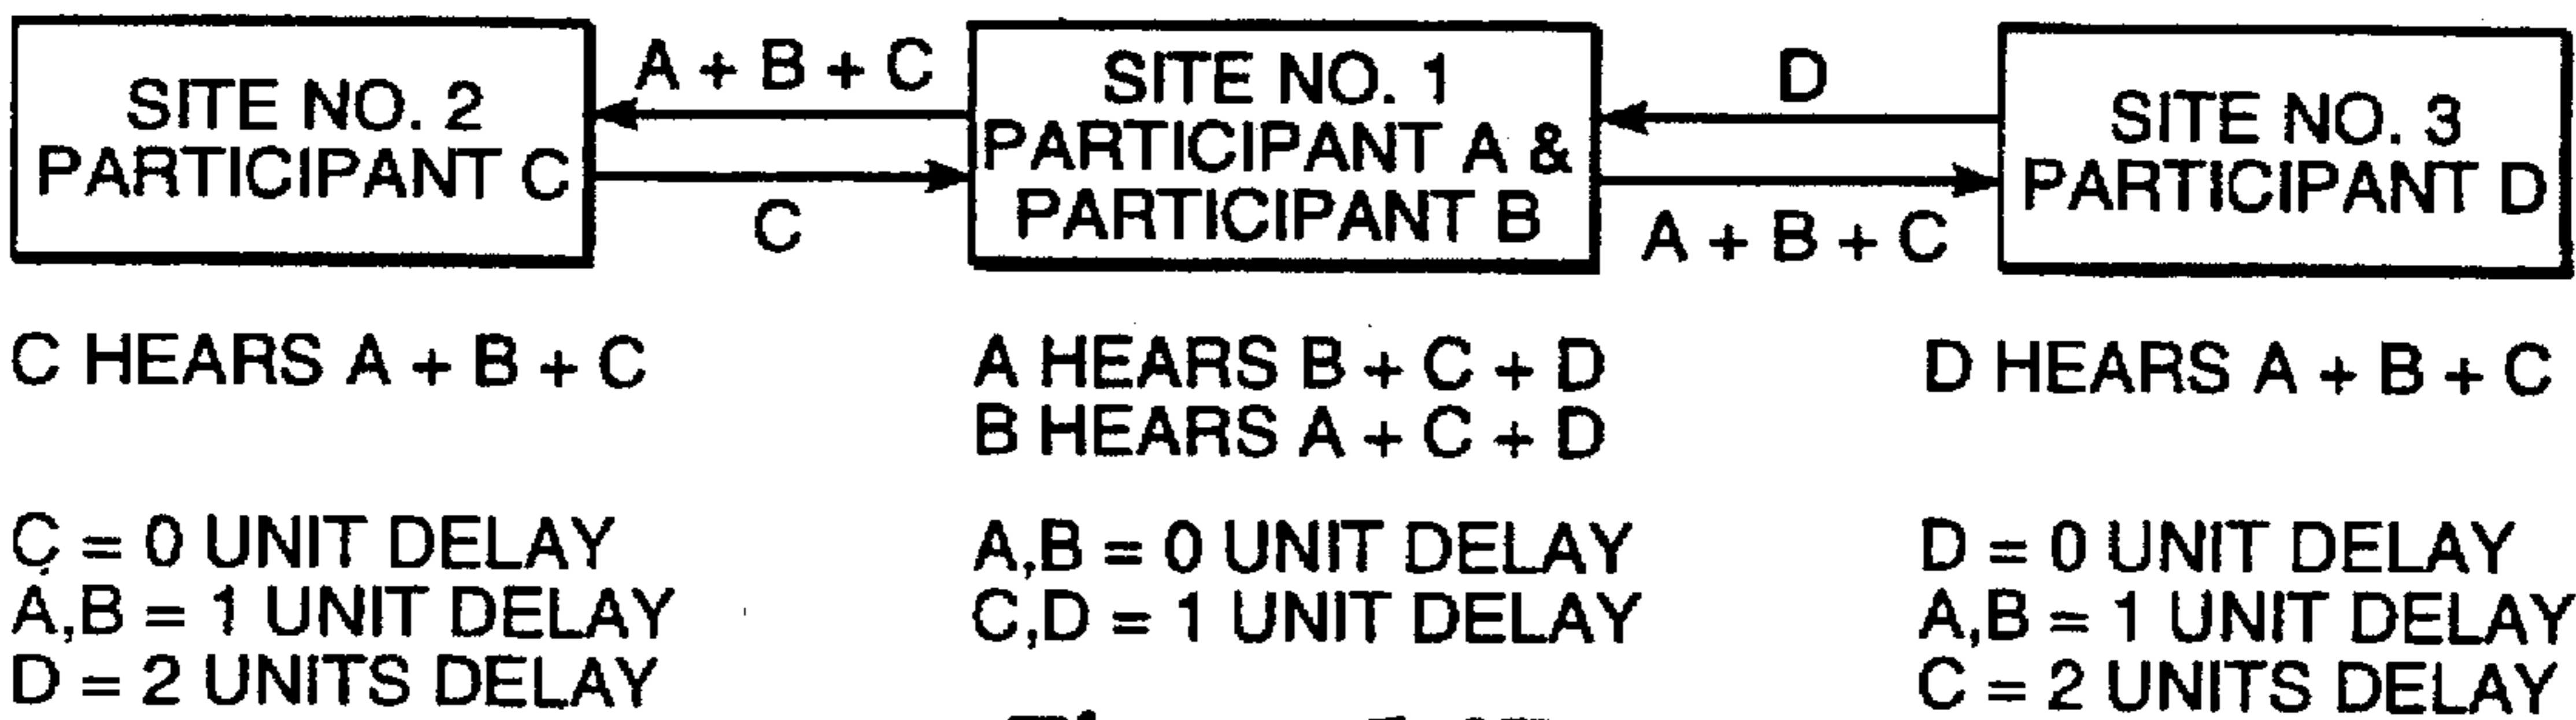 SITE NO. 2
PARTICIPANT C
A + B + C
C
SITE NO. 1
PARTICIPANT A &
PARTICIPANT B
D
A + B + C
SITE NO. 3
PARTICIPANT D
C HEARS A + B + C
A HEARS B + C + D
B HEARS A + C + D
D HEARS A + B + C
C = 0 UNIT DELAY
A,B = 1 UNIT DELAY
D = 2 UNITS DELAY
A,B = 0 UNIT DELAY
C,D = 1 UNIT DELAY
D = 0 UNIT DELAY
A,B = 1 UNIT DELAY
C = 2 UNITS DELAY